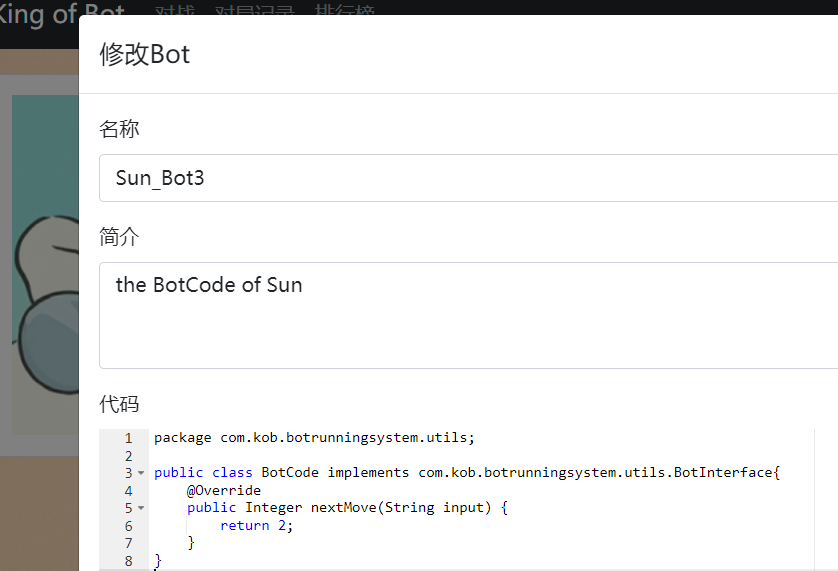 King of Bot 对战 对局记录 排行榜
修改Bot
名称
Sun_Bot3
简介
the BotCode of Sun
代码
1 package com.kob.botrunningsystem.utils;
2
3 public class BotCode implements com.kob.botrunningsystem.utils.BotInterface{
4 @Override
5 public Integer nextMove(String input) {
6 return 2;
7 }
8 }